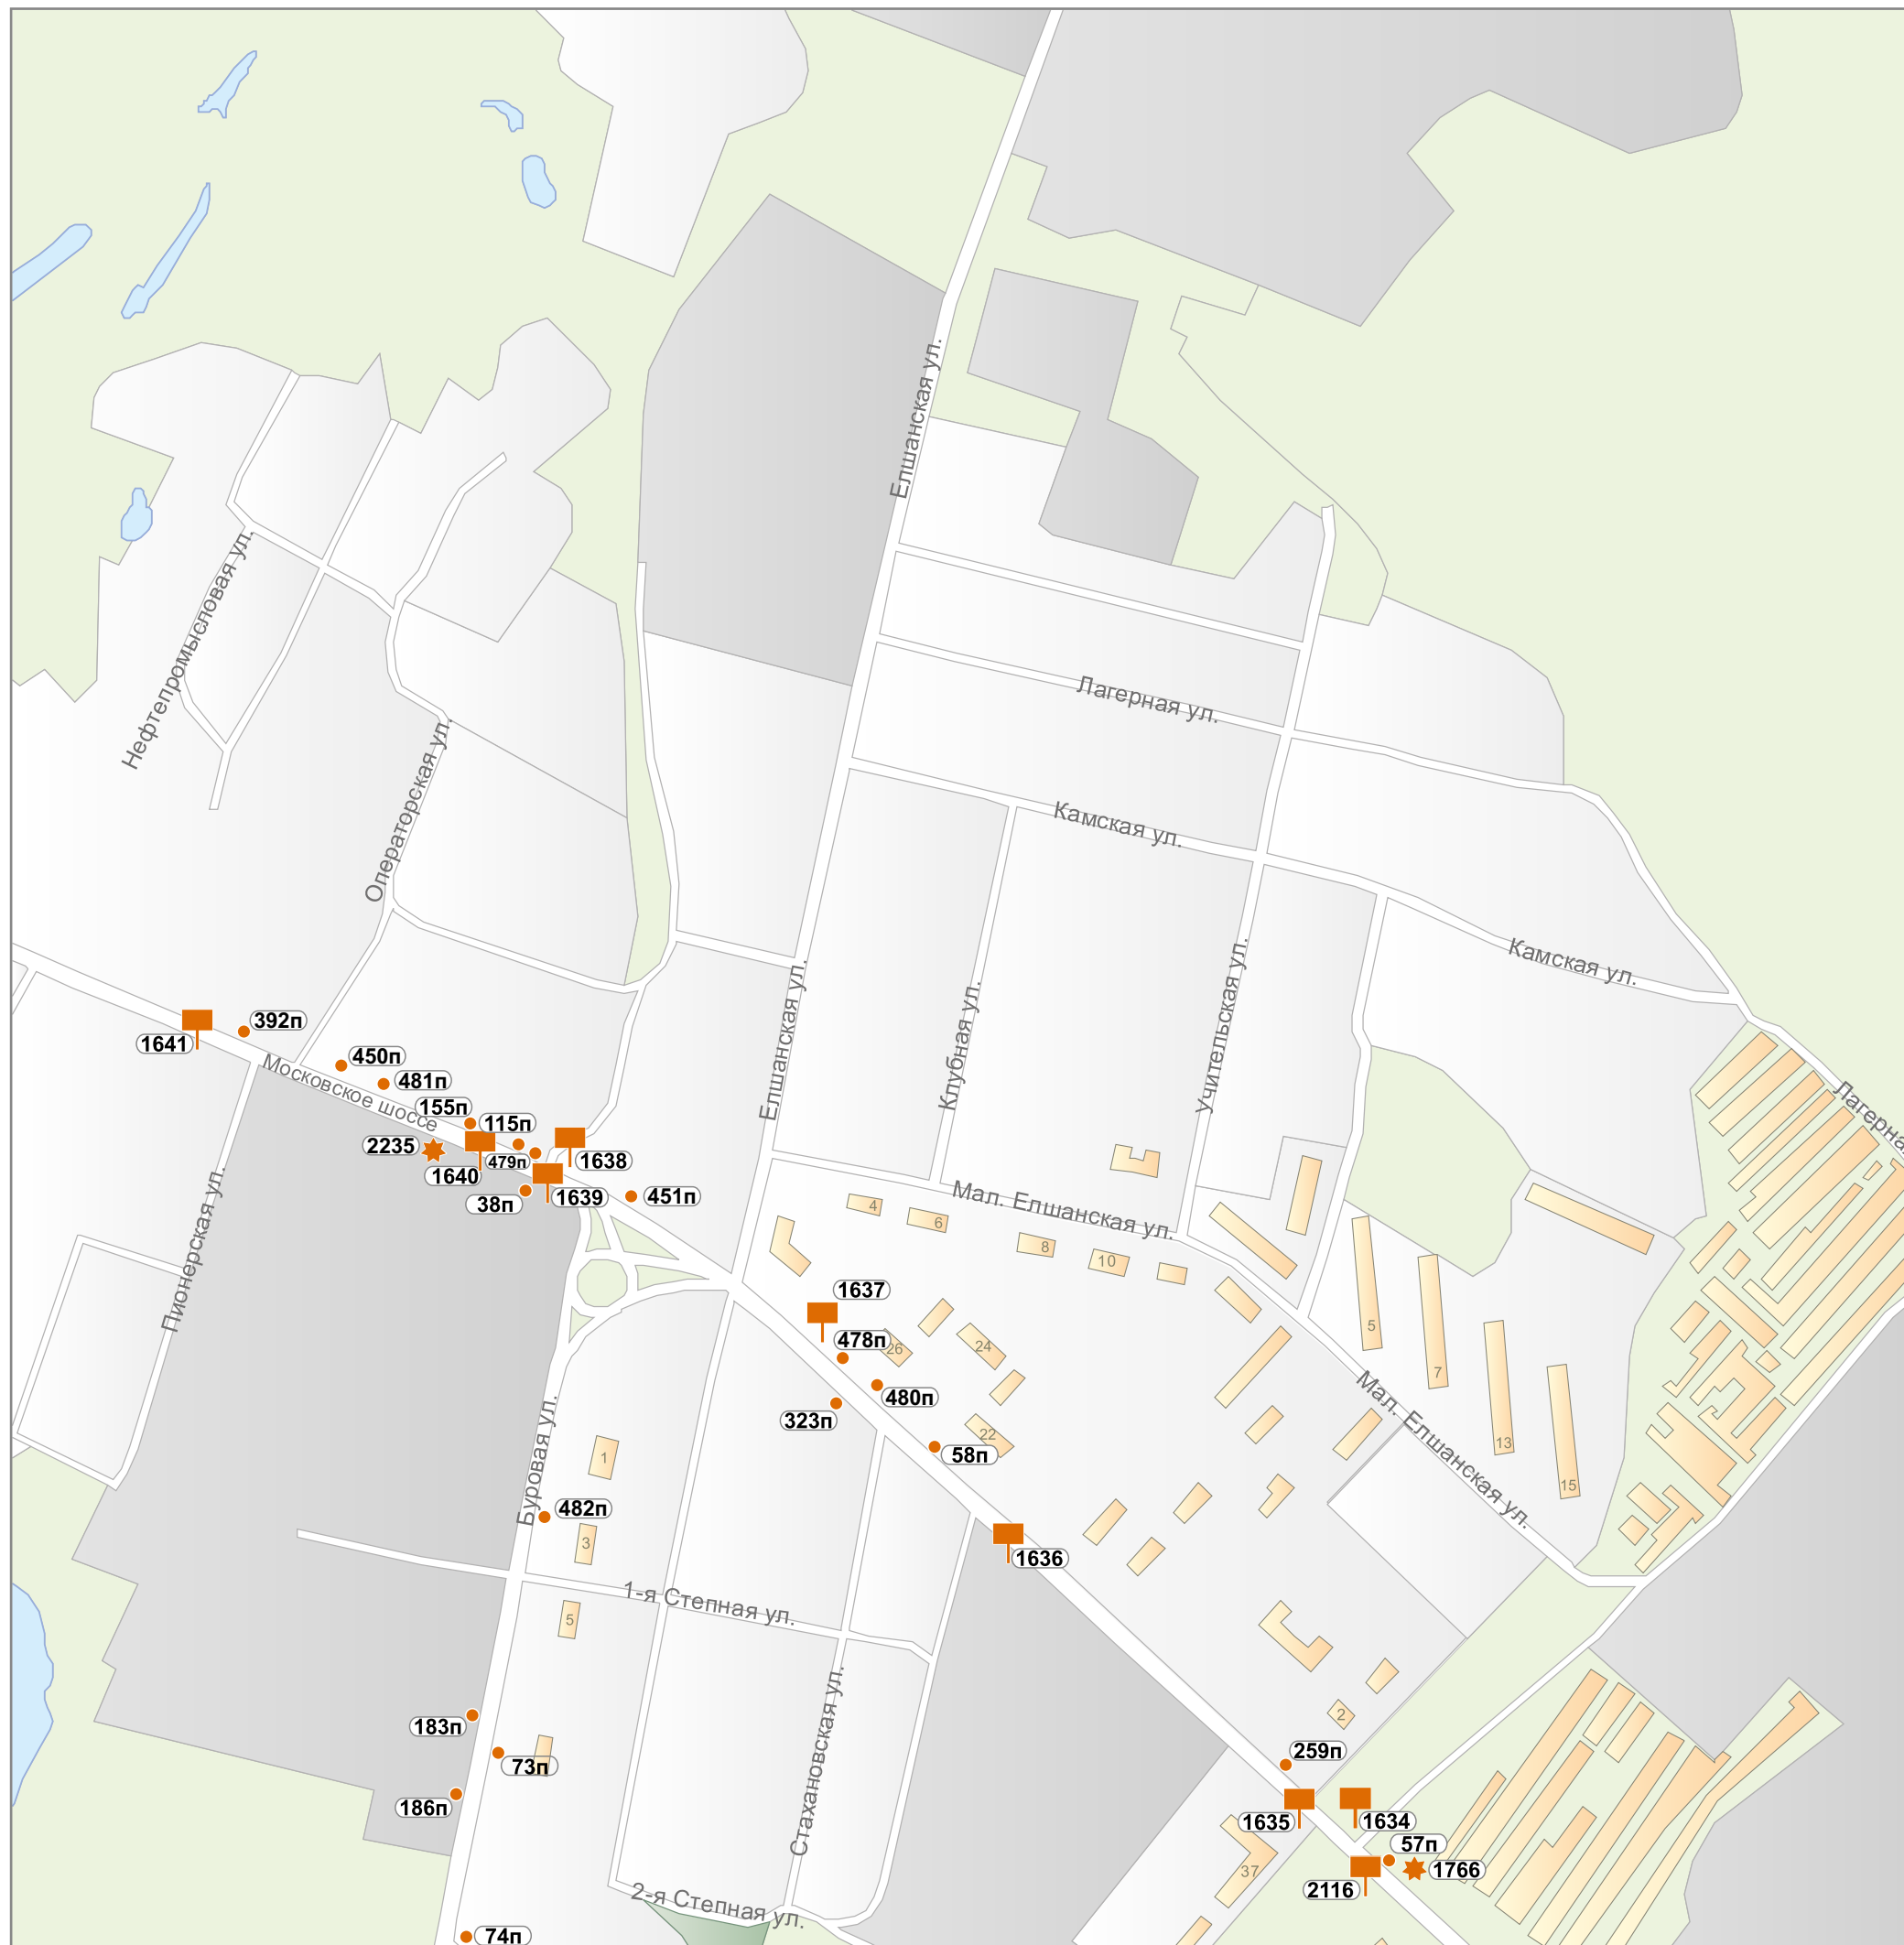 Елшанская ул.
Нефтепромысловая ул.
Лагерная ул.
Операторская ул.
Камская ул.
Камская ул.
Елшанская ул.
Клубная ул.
Учительская ул.
392п
1641
450п
Московское шоссе
481п
Лагерна
155п
115п
2235
479п
1638
1640
38п
1639
451п
Пионерская ул.
Мал. Елшанская ул.
4
6
8
10
1637
478п
26
24
5
7
480п
323п
Мал. Елшанская ул.
22
58п
13
15
Буровая ул.
1
482п
3
1636
1-я Степная ул.
5
Стахановская ул.
183п
2
73п
259п
186п
1635
1634
57п
37
1766
2116
2-я Степная ул.
74п